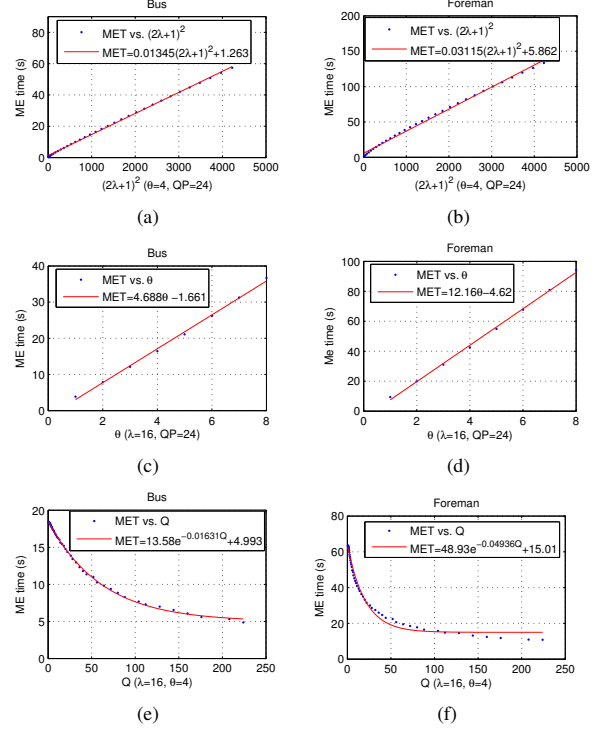 Bus
80
60
40
20
0
ME time (s)
MET vs. (2λ+1)²
MET=0.01345(2λ+1)²+1.263
0 1000 2000 3000 4000 5000
(2λ+1)² (θ=4, QP=24)
(a)
Foreman
200
150
100
50
0
ME time (s)
MET vs. (2λ+1)²
MET=0.03115(2λ+1)²+5.862
0 1000 2000 3000 4000 5000
(2λ+1)² (θ=4, QP=24)
(b)
Bus
40
30
20
10
0
ME time (s)
MET vs. θ
MET=4.688θ −1.661
0 2 4 6 8
θ (λ=16, QP=24)
(c)
Foreman
100
80
60
40
20
0
Me time (s)
MET vs. θ
MET=12.16θ−4.62
0 2 4 6 8
θ (λ=16, QP=24)
(d)
Bus
20
15
10
5
0
ME time (s)
MET vs. Q
MET=13.58e⁻⁰·⁰¹⁶³¹Q+4.993
0 50 100 150 200 250
Q (λ=16, θ=4)
(e)
Foreman
80
60
40
20
0
ME time (s)
MET vs. Q
MET=48.93e⁻⁰·⁰⁴⁹³⁶Q+15.01
0 50 100 150 200 250
Q (λ=16, θ=4)
(f)